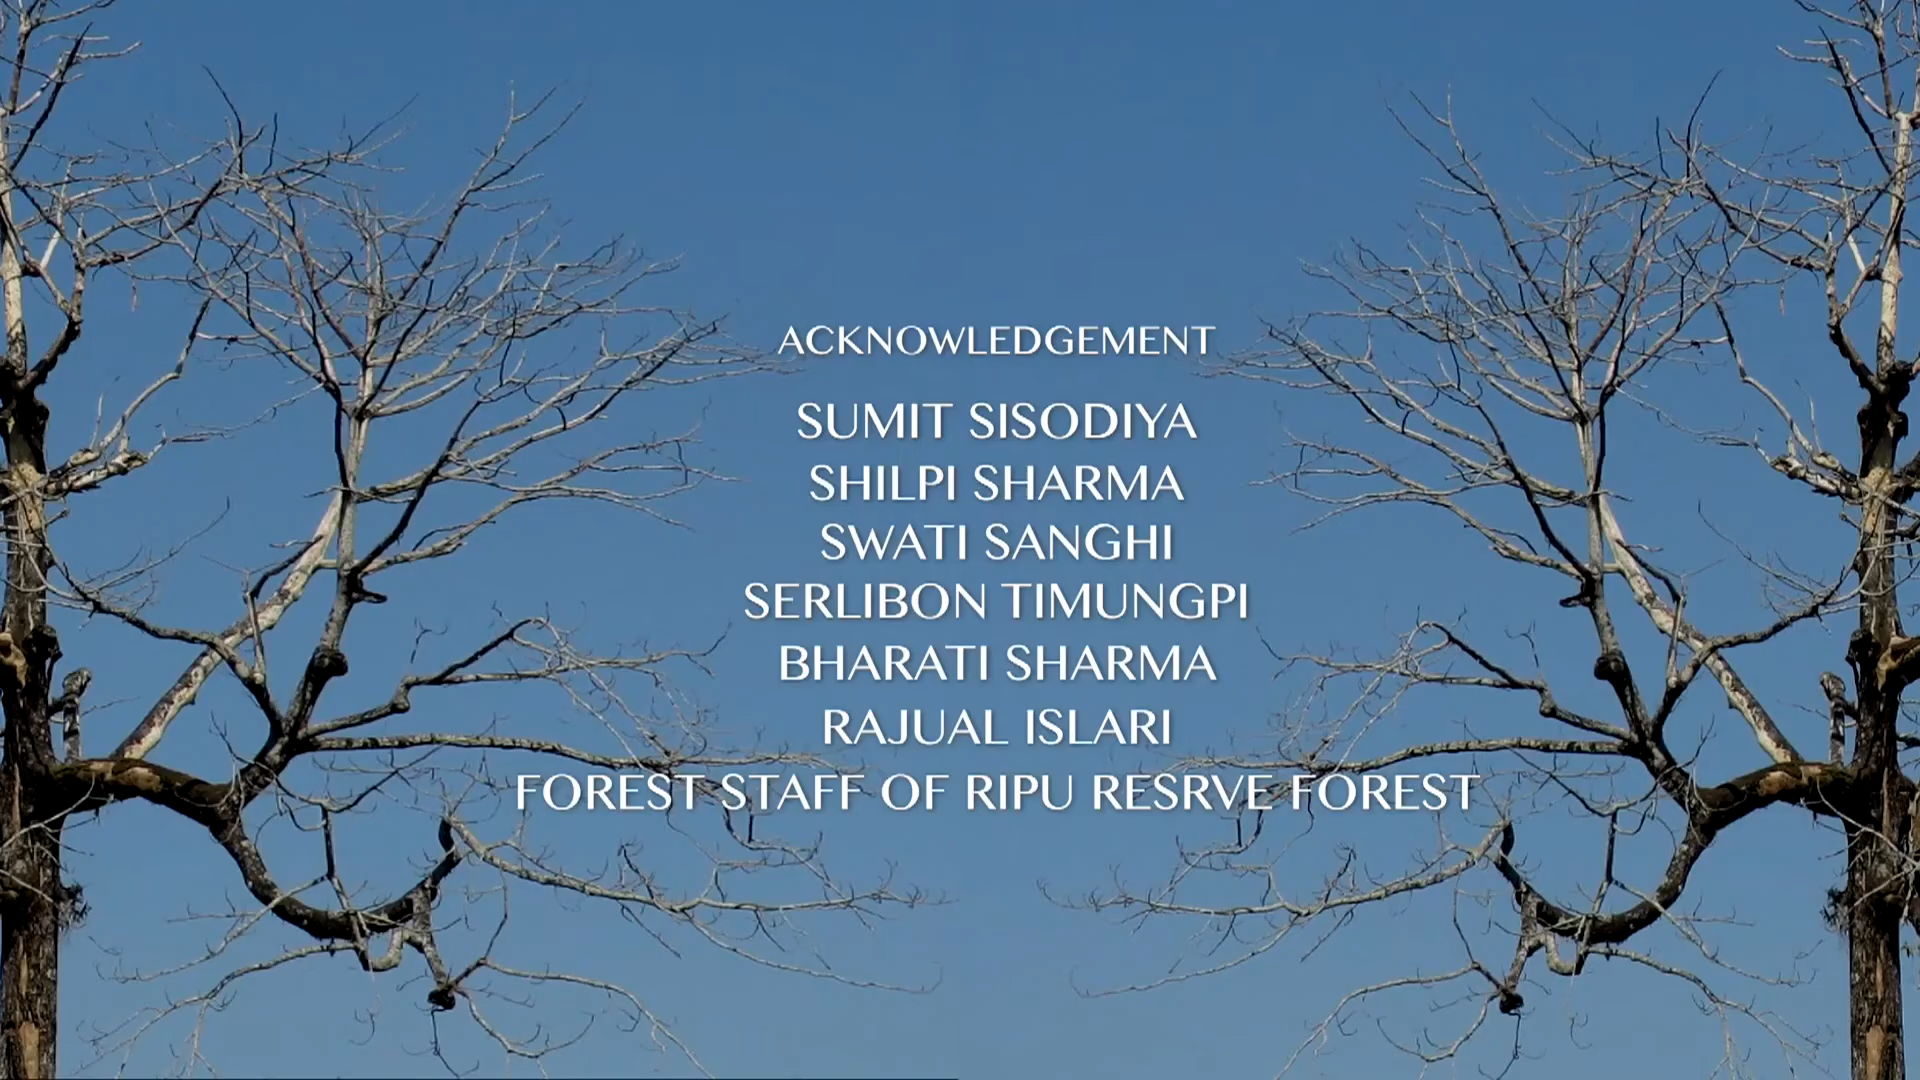 ACKNOWLEDGEMENT
SUMIT SISODIYA
SHILPI SHARMA
SWATI SANGHI
SERLIBON TIMUNGPI
BHARATI SHARMA
RAJUAL ISLARI
FOREST STAFF OF RIPU RESRVE FOREST